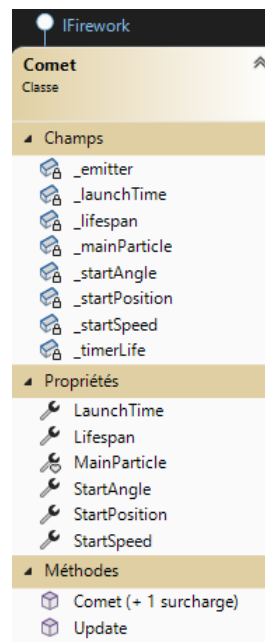 IFirework
Comet
Classe
Champs
_emitter
_launchTime
_lifespan
_mainParticle
_startAngle
_startPosition
_startSpeed
_timerLife
Propriétés
LaunchTime
Lifespan
MainParticle
StartAngle
StartPosition
StartSpeed
Méthodes
Comet (+ 1 surcharge)
Update